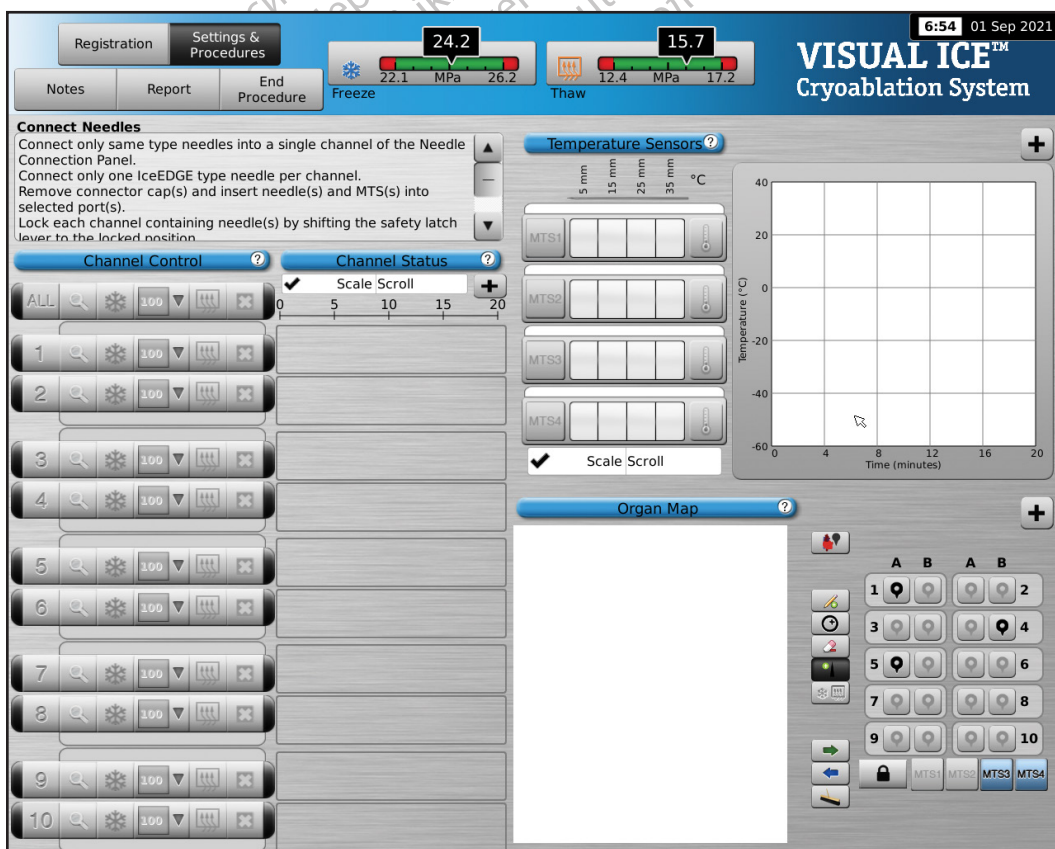 Registration
Settings &
Procedures
Notes
Report
End
Procedure
24.2
22.1 MPa 26.2
Freeze
15.7
12.4 MPa 17.2
Thaw
6:54 01 Sep 2021
VISUAL ICE™
Cryoablation System
Connect Needles
Connect only same type needles into a single channel of the Needle
Connection Panel.
Connect only one IceEDGE type needle per channel.
Remove connector cap(s) and insert needle(s) and MTS(s) into
selected port(s).
Lock each channel containing needle(s) by shifting the safety latch
lever to the locked position
Channel Control ?
Channel Status ?
Scale Scroll +
0 5 10 15 20
ALL 100
1 100
2 100
3 100
4 100
5 100
6 100
7 100
8 100
9 100
10 100
Temperature Sensors ?
5 mm 15 mm 25 mm 35 mm °C
MTS1
MTS2
MTS3
MTS4
Scale Scroll
+
Temperature (°C)
40
20
0
-20
-40
-60
0 4 8 12 16 20
Time (minutes)
Organ Map ?
+
A B A B
1 2
3 4
5 6
7 8
9 10
MTS1 MTS2 MTS3 MTS4